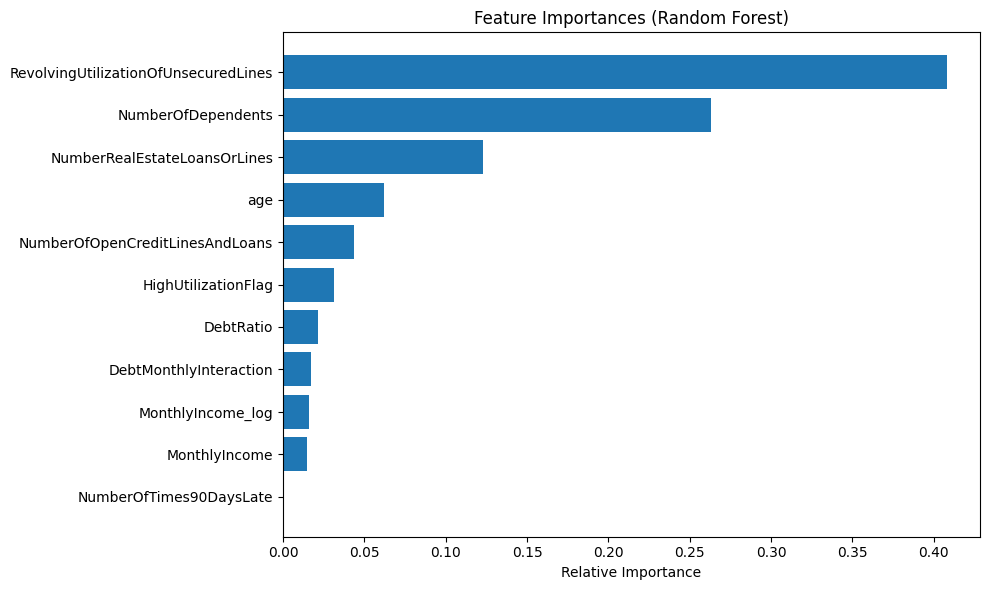 Feature Importances (Random Forest)
RevolvingUtilizationOfUnsecuredLines
NumberOfDependents
NumberRealEstateLoansOrLines
age
NumberOfOpenCreditLinesAndLoans
HighUtilizationFlag
DebtRatio
DebtMonthlyInteraction
MonthlyIncome_log
MonthlyIncome
NumberOfTimes90DaysLate
0.00 0.05 0.10 0.15 0.20 0.25 0.30 0.35 0.40
Relative Importance